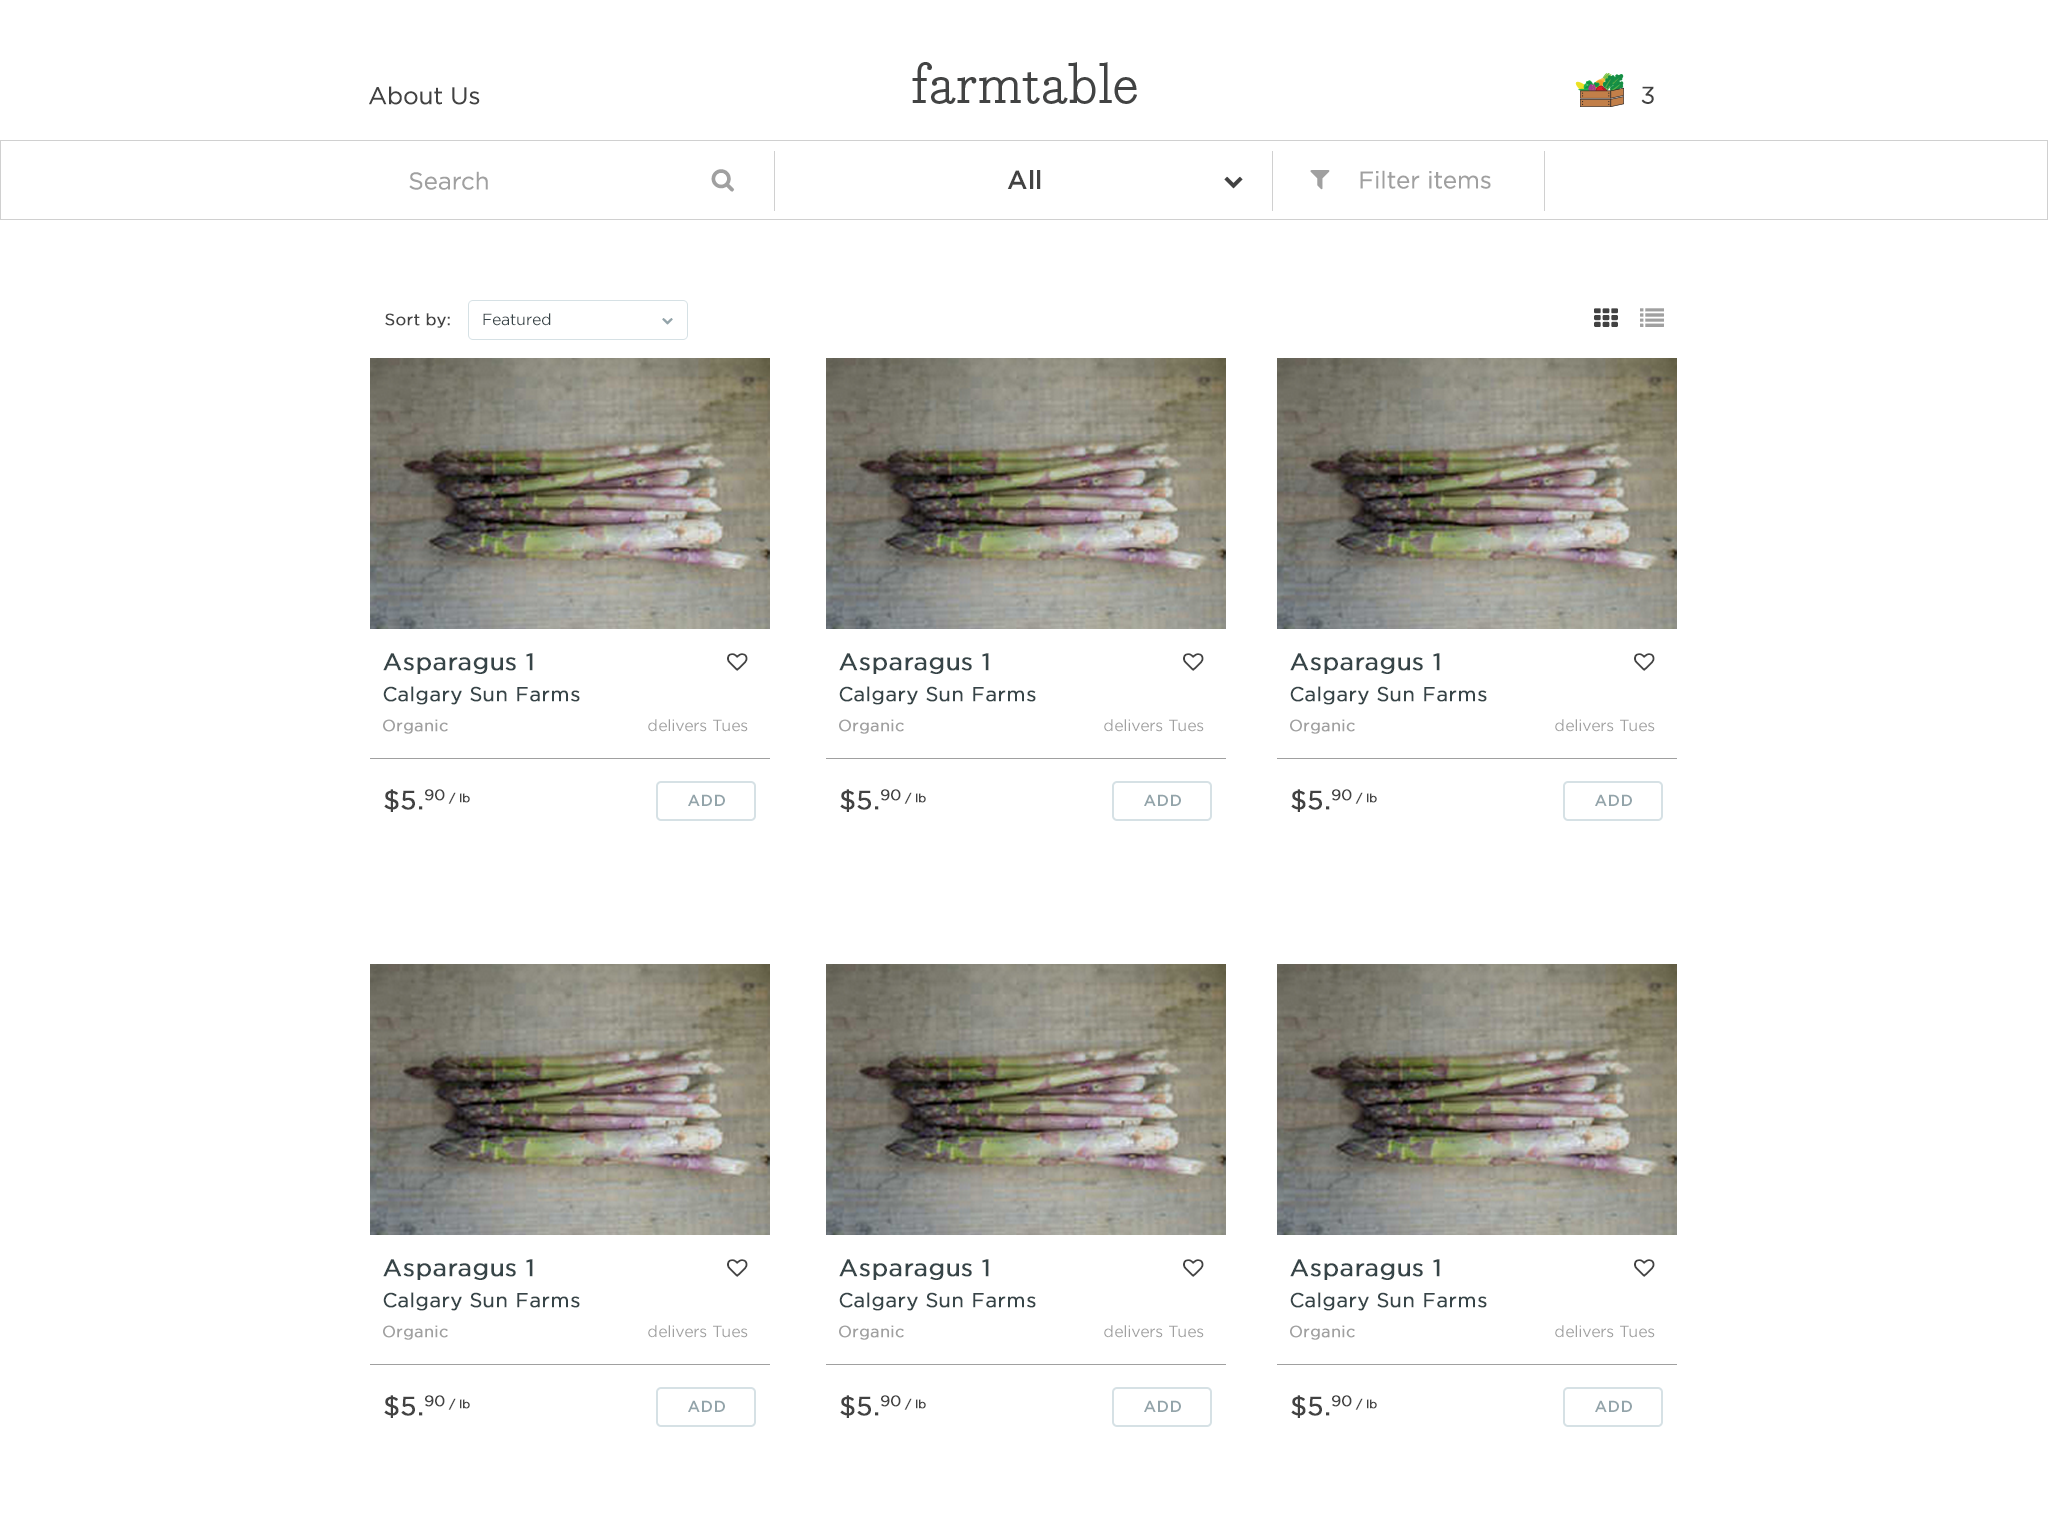 About Us
farmtable
3
Search
All
Filter items
Sort by:
Featured
Asparagus 1
Calgary Sun Farms
Organic
delivers Tues
$5.90 / lb
ADD
Asparagus 1
Calgary Sun Farms
Organic
delivers Tues
$5.90 / lb
ADD
Asparagus 1
Calgary Sun Farms
Organic
delivers Tues
$5.90 / lb
ADD
Asparagus 1
Calgary Sun Farms
Organic
delivers Tues
$5.90 / lb
ADD
Asparagus 1
Calgary Sun Farms
Organic
delivers Tues
$5.90 / lb
ADD
Asparagus 1
Calgary Sun Farms
Organic
delivers Tues
$5.90 / lb
ADD